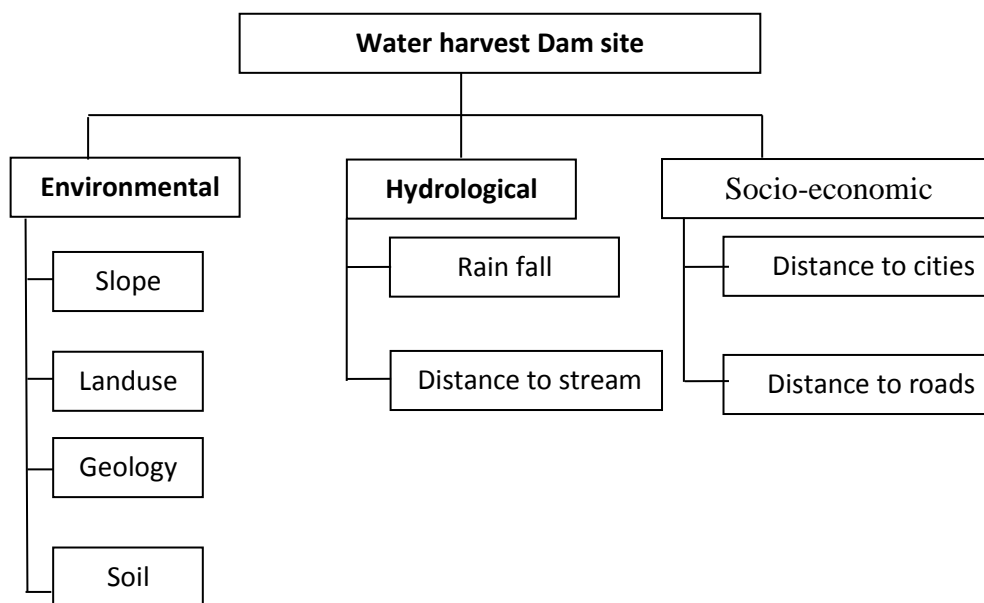 Water harvest Dam site
Environmental
Hydrological
Socio-economic
Slope
Landuse
Geology
Soil
Rain fall
Distance to stream
Distance to cities
Distance to roads